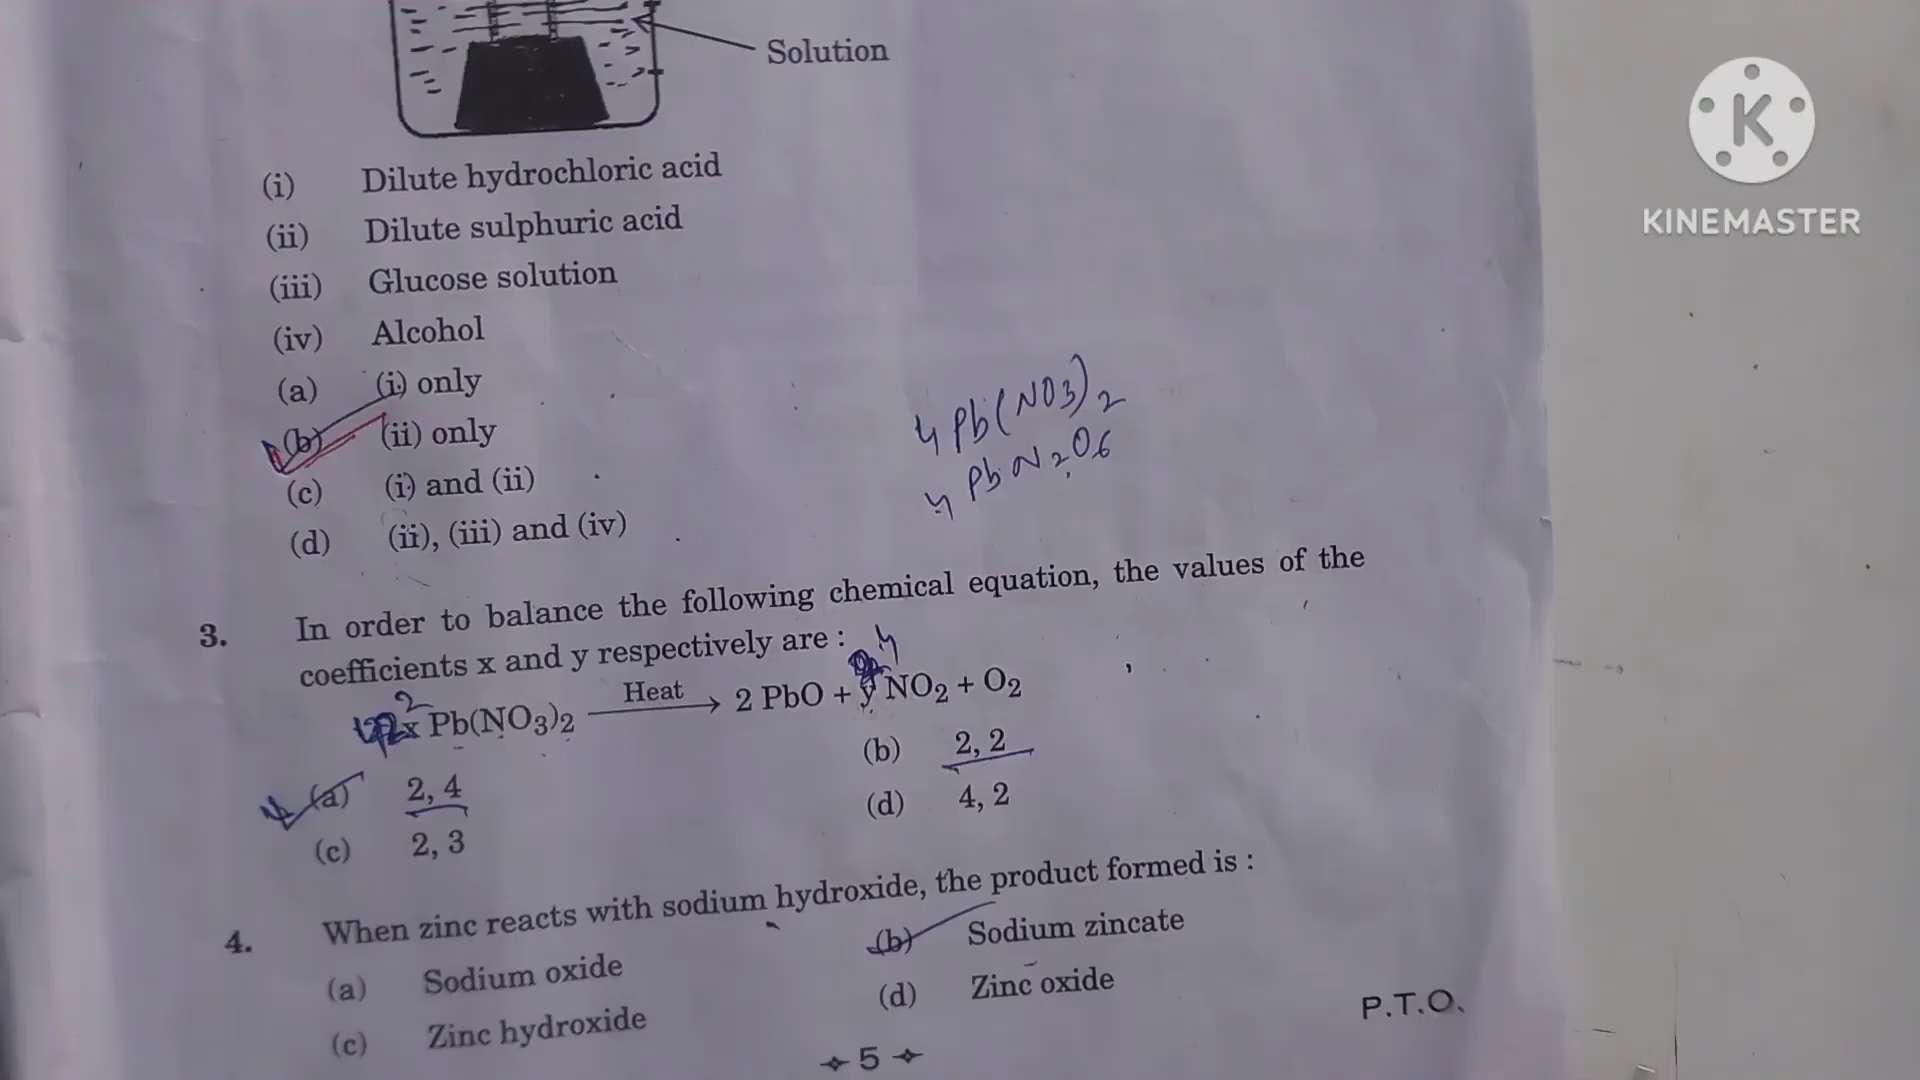 Solution
(i) Dilute hydrochloric acid
(ii) Dilute sulphuric acid
(iii) Glucose solution
(iv) Alcohol
(a) (i) only
(b) (ii) only
(c) (i) and (ii)
(d) (ii), (iii) and (iv)
4 Pb(NO3)2
4 Pb N2O6
3. In order to balance the following chemical equation, the values of the
coefficients x and y respectively are :
4
2
x Pb(NO3)2 Heat → 2 PbO + y NO2 + O2
(a) 2, 4 (b) 2, 2
(c) 2, 3 (d) 4, 2
4. When zinc reacts with sodium hydroxide, the product formed is :
(a) Sodium oxide (b) Sodium zincate
(c) Zinc hydroxide (d) Zinc oxide
5
P.T.O.
K
KINEMASTER